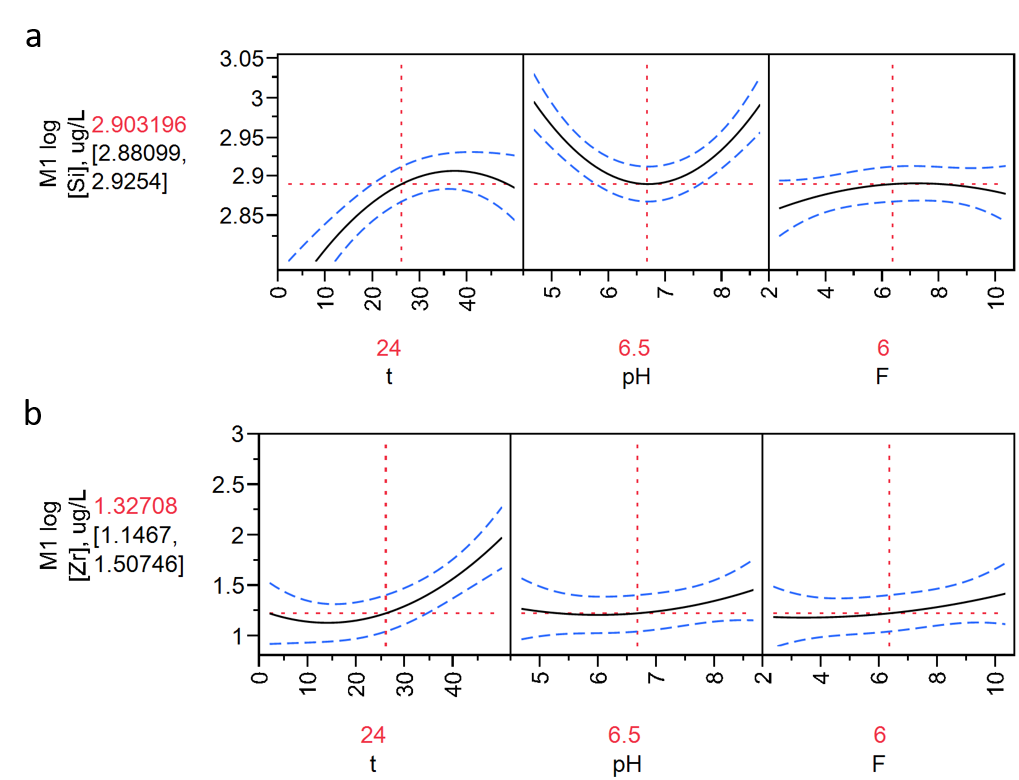 a
3.05
3
2.95
2.9
2.85
M1 log
[Si], ug/L
2.903196
[2.88099,
2.9254]
0 10 20 30 40 5 6 7 8 2 4 6 8 10
24 6.5 6
t pH F
b
3
2.5
2
1.5
1
M1 log
[Zr], ug/L
1.32708
[1.1467,
1.50746]
0 10 20 30 40 5 6 7 8 2 4 6 8 10
24 6.5 6
t pH F